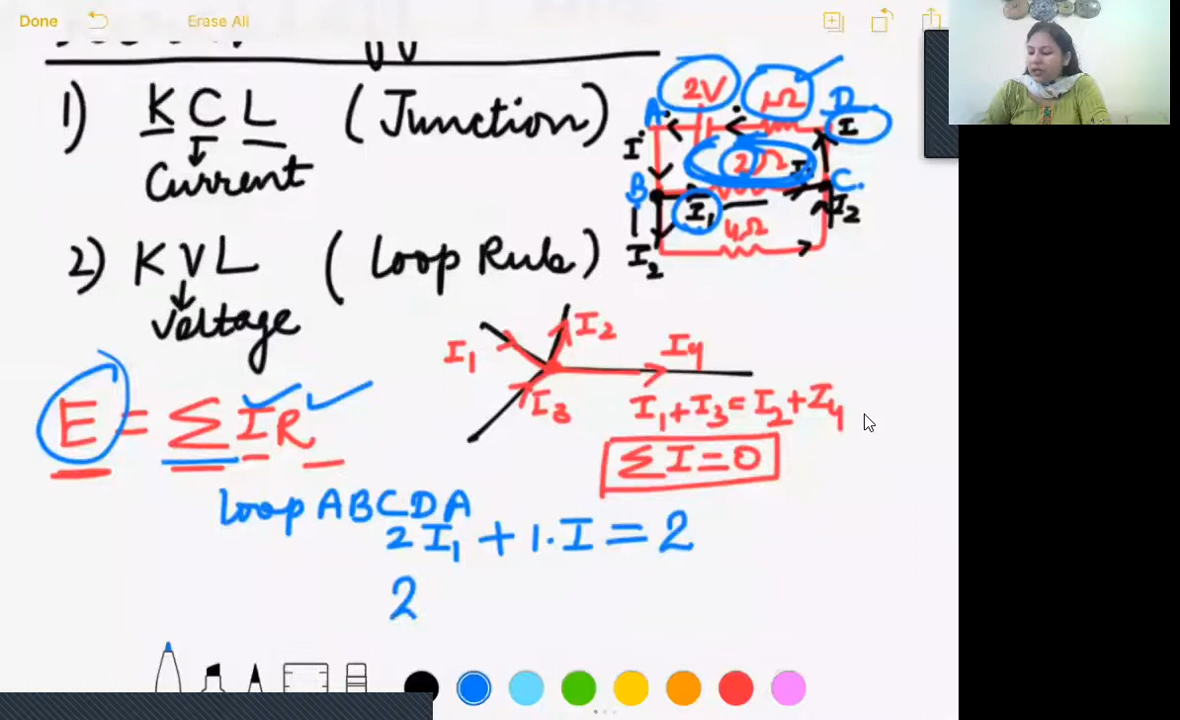 Done
Erase All
1) KCL (Junction)
Current
2) KVL (Loop Rule)
Voltage
2V
1Ω
A
D
I
I
2Ω
B
C
I₁
I₂
4Ω
I₂
I₁
I₂
I₃
I₄
I₁+I₃=I₂+I₄
ΣI=0
E = ΣIR
Loop ABCDA
2I₁ + 1.I = 2
2